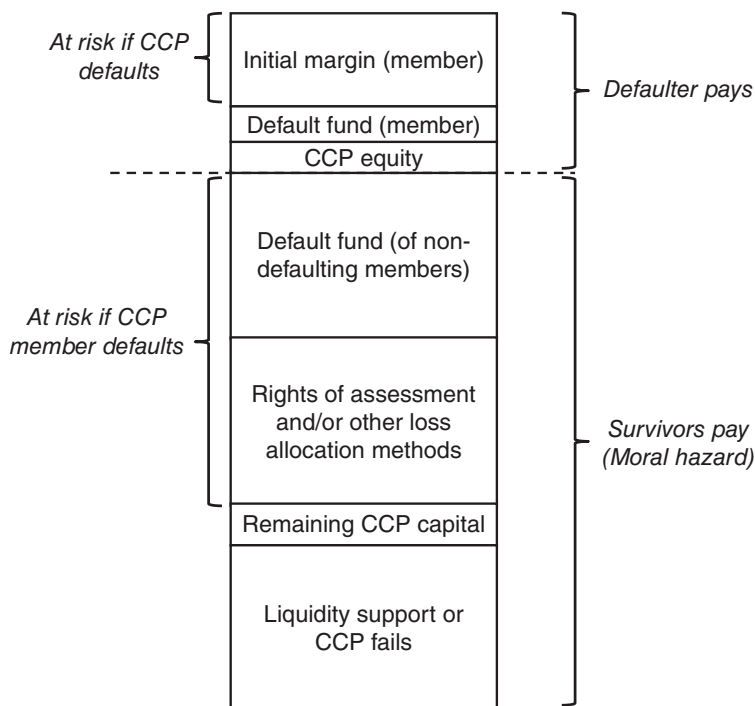 At risk if CCP
defaults
Initial margin (member)
Defaulter pays
Default fund (member)
CCP equity
Default fund (of non-
defaulting members)
At risk if CCP
member defaults
Rights of assessment
and/or other loss
allocation methods
Survivors pay
(Moral hazard)
Remaining CCP capital
Liquidity support or
CCP fails